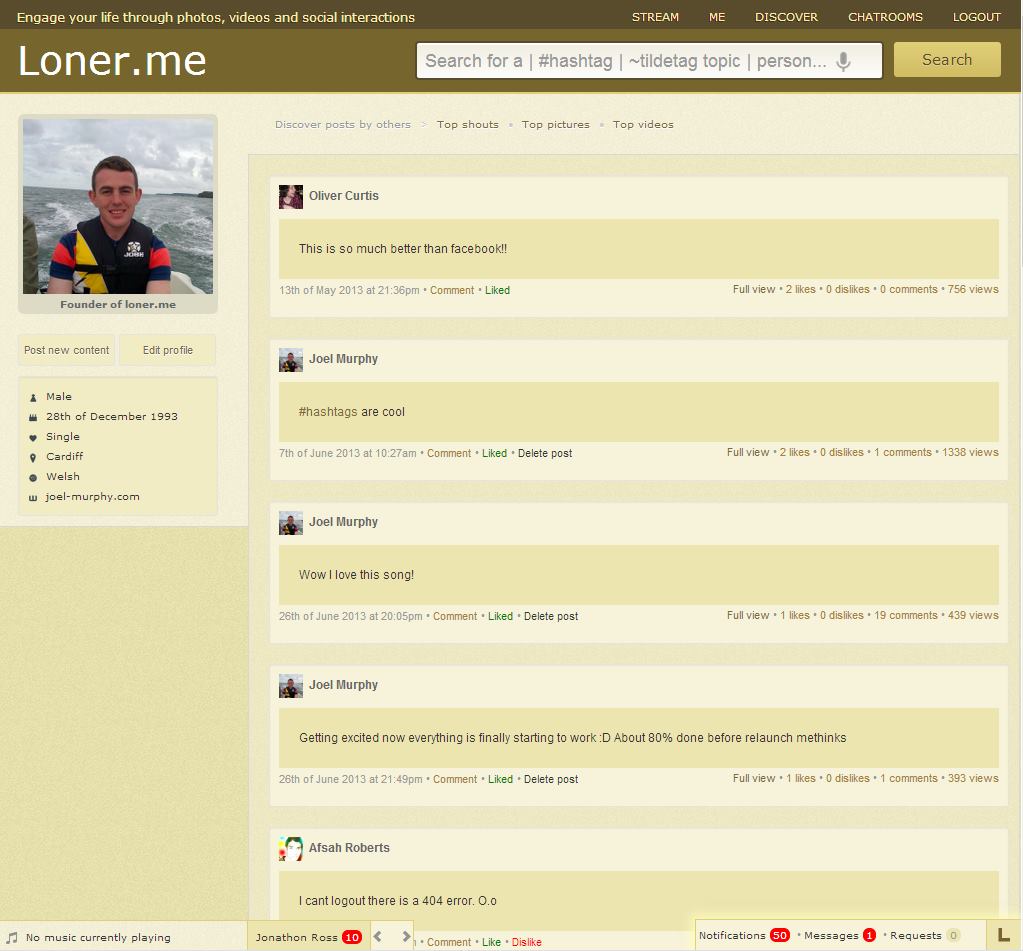 Engage your life through photos, videos and social interactions STREAM ME DISCOVER CHATROOMS LOGOUT
Loner.me Search for a | #hashtag | ~tildetag topic | person... Search
Discover posts by others > Top shouts • Top pictures • Top videos
JOBE
Founder of loner.me
Post new content Edit profile
Male
28th of December 1993
Single
Cardiff
Welsh
joel-murphy.com
Oliver Curtis
This is so much better than facebook!!
13th of May 2013 at 21:36pm • Comment • Liked Full view • 2 likes • 0 dislikes • 0 comments • 756 views
Joel Murphy
#hashtags are cool
7th of June 2013 at 10:27am • Comment • Liked • Delete post Full view • 2 likes • 0 dislikes • 1 comments • 1338 views
Joel Murphy
Wow I love this song!
26th of June 2013 at 20:05pm • Comment • Liked • Delete post Full view • 1 likes • 0 dislikes • 19 comments • 439 views
Joel Murphy
Getting excited now everything is finally starting to work :D About 80% done before relaunch methinks
26th of June 2013 at 21:49pm • Comment • Liked • Delete post Full view • 1 likes • 0 dislikes • 1 comments • 393 views
Afsah Roberts
I cant logout there is a 404 error. O.o
• Comment • Like • Dislike
No music currently playing Jonathon Ross 10 Notifications 50 • Messages 1 • Requests 0 L